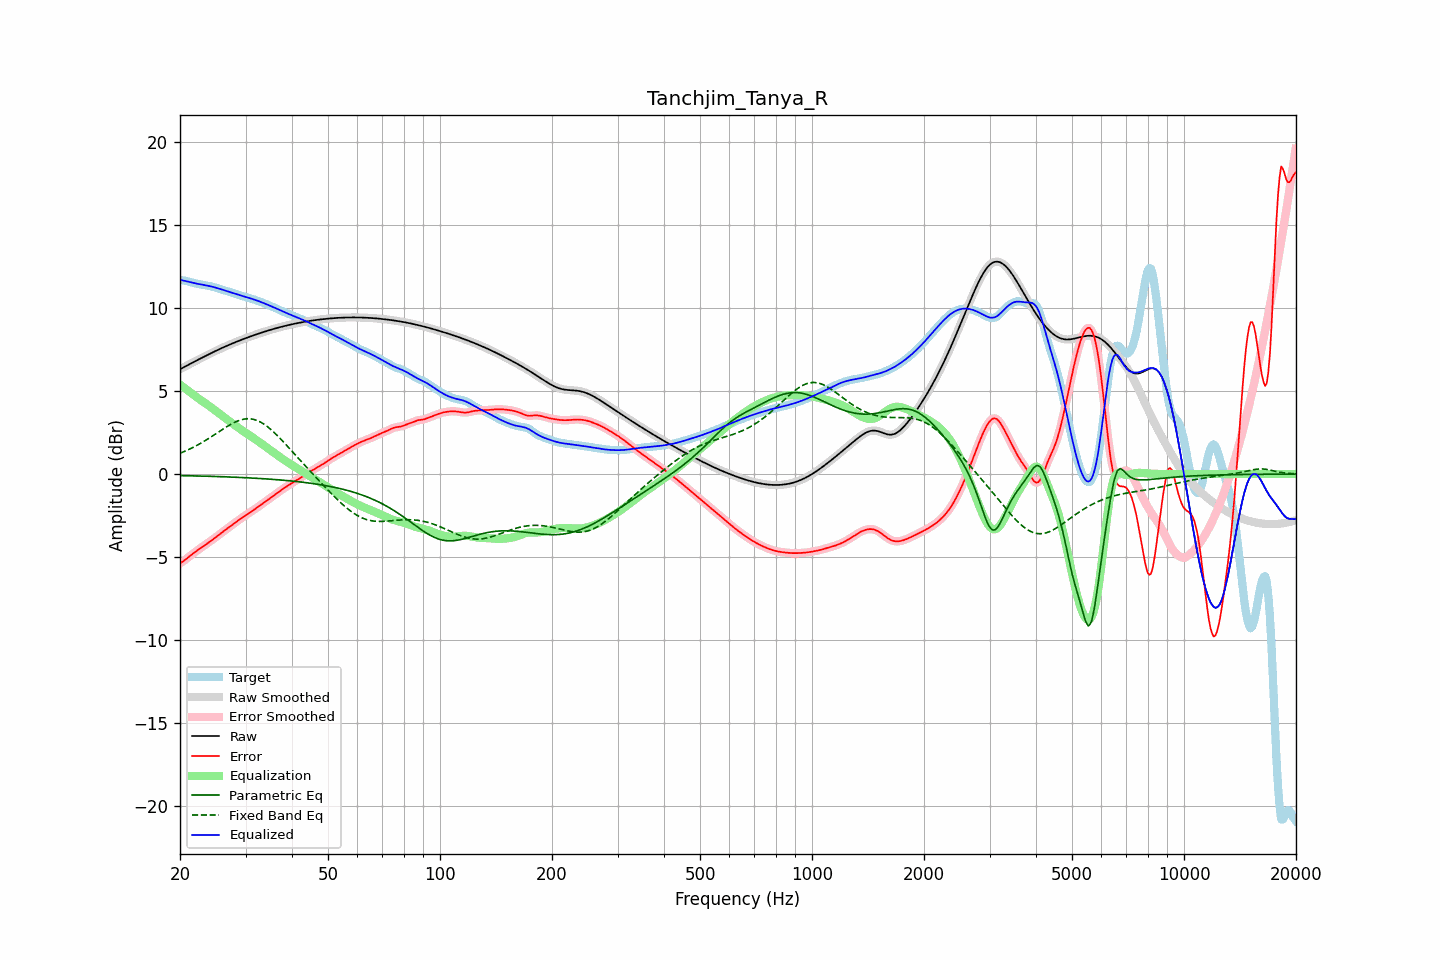 Tanchjim_Tanya_R
20
15
10
5
0
−5
−10
−15
−20
Amplitude (dBr)
Target
Raw Smoothed
Error Smoothed
Raw
Error
Equalization
Parametric Eq
Fixed Band Eq
Equalized
20 50 100 200 500 1000 2000 5000 10000 20000
Frequency (Hz)